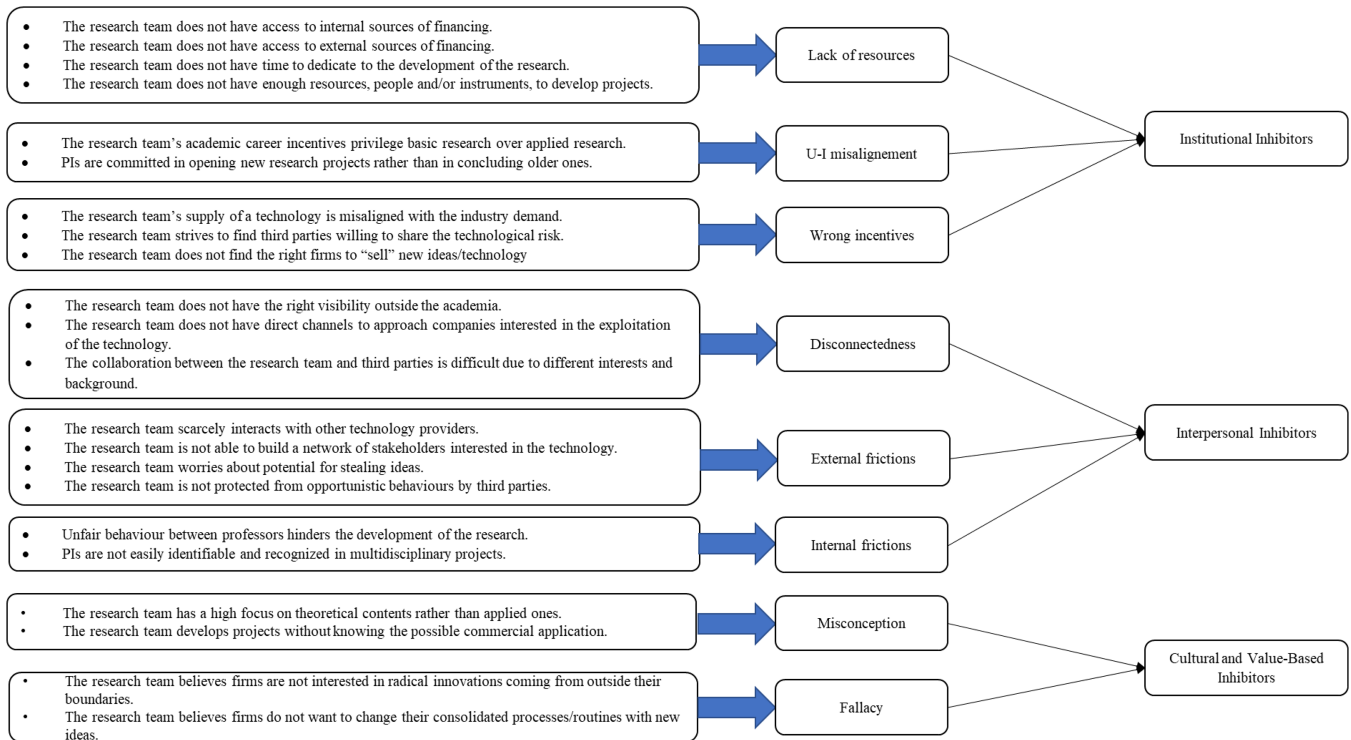 • The research team does not have access to internal sources of financing.
• The research team does not have access to external sources of financing.
• The research team does not have time to dedicate to the development of the research.
• The research team does not have enough resources, people and/or instruments, to develop projects.
Lack of resources
• The research team's academic career incentives privilege basic research over applied research.
• PIs are committed in opening new research projects rather than in concluding older ones.
U-I misalignement
Institutional Inhibitors
• The research team's supply of a technology is misaligned with the industry demand.
• The research team strives to find third parties willing to share the technological risk.
• The research team does not find the right firms to “sell” new ideas/technology
Wrong incentives
• The research team does not have the right visibility outside the academia.
• The research team does not have direct channels to approach companies interested in the exploitation
of the technology.
• The collaboration between the research team and third parties is difficult due to different interests and
background.
Disconnectedness
• The research team scarcely interacts with other technology providers.
• The research team is not able to build a network of stakeholders interested in the technology.
• The research team worries about potential for stealing ideas.
• The research team is not protected from opportunistic behaviours by third parties.
External frictions
Interpersonal Inhibitors
• Unfair behaviour between professors hinders the development of the research.
• PIs are not easily identifiable and recognized in multidisciplinary projects.
Internal frictions
• The research team has a high focus on theoretical contents rather than applied ones.
• The research team develops projects without knowing the possible commercial application.
Misconception
• The research team believes firms are not interested in radical innovations coming from outside their
boundaries.
• The research team believes firms do not want to change their consolidated processes/routines with new
ideas.
Fallacy
Cultural and Value-Based
Inhibitors